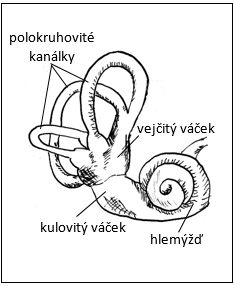 polokruhovité
kanálky
vejčitý váček
kulovitý váček
hlemýžď